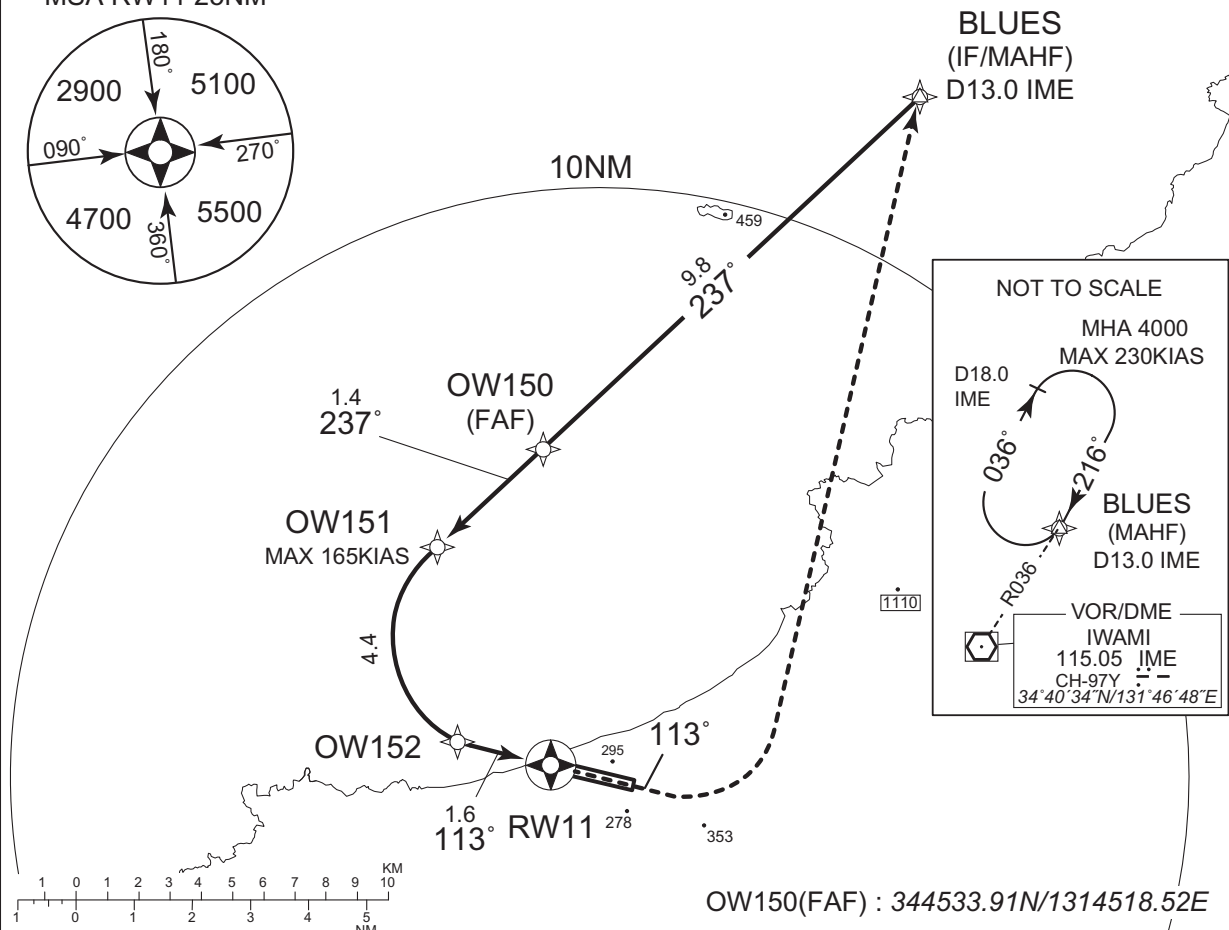 MSA RW11 25NM
180°
2900
5100
090°
270°
4700
5500
360°
BLUES
(IF/MAHF)
D13.0 IME
10NM
459
9.8
237°
OW150
(FAF)
1.4
237°
OW151
MAX 165KIAS
4.4
OW152
1.6
113°
RW11
295
278
353
113°
1110
NOT TO SCALE
MHA 4000
MAX 230KIAS
D18.0
IME
036°
216°
BLUES
(MAHF)
D13.0 IME
R036
VOR/DME
IWAMI
115.05 IME
CH-97Y
34°40′34″N/131°46′48″E
KM
1 0 1 2 3 4 5 6 7 8 9 10
1 0 1 2 3 4 5
NM
OW150(FAF) : 344533.91N/1314518.52E